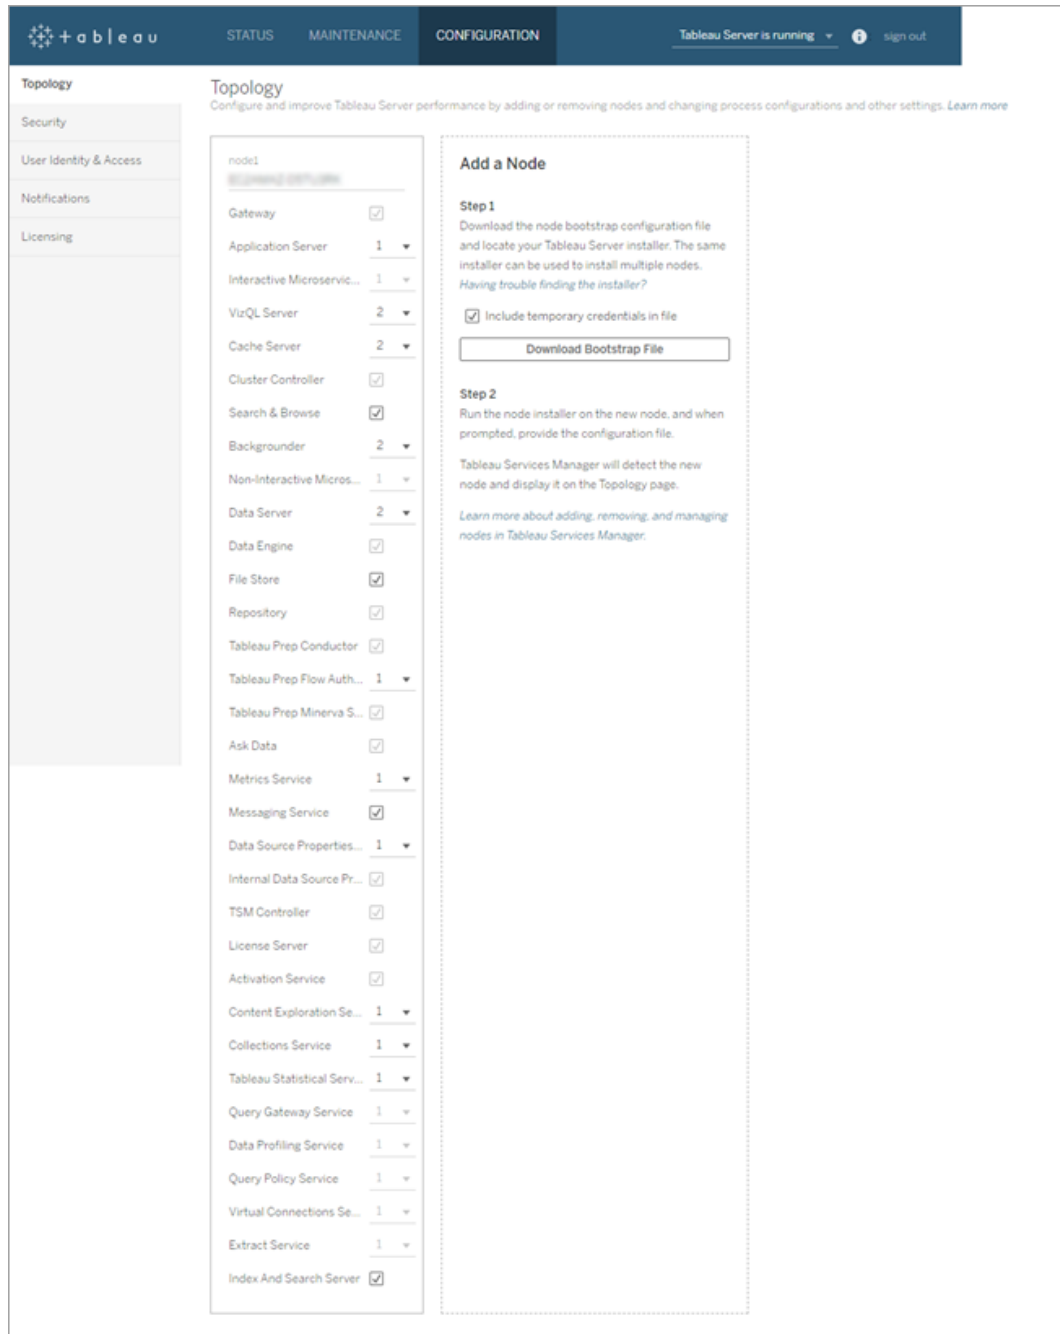 +ableau
STATUS
MAINTENANCE
CONFIGURATION
Tableau Server is running
sign out
Topology
Security
User Identity & Access
Notifications
Licensing
Topology
Configure and improve Tableau Server performance by adding or removing nodes and changing process configurations and other settings. Learn more
node1
Gateway
Application Server 1
Interactive Microservic... 1
VizQL Server 2
Cache Server 2
Cluster Controller
Search & Browse
Backgrounder 2
Non-Interactive Micros... 1
Data Server 2
Data Engine
File Store
Repository
Tableau Prep Conductor
Tableau Prep Flow Auth... 1
Tableau Prep Minerva S...
Ask Data
Metrics Service 1
Messaging Service
Data Source Properties... 1
Internal Data Source Pr...
TSM Controller
License Server
Activation Service
Content Exploration Se... 1
Collections Service 1
Tableau Statistical Serv... 1
Query Gateway Service 1
Data Profiling Service 1
Query Policy Service 1
Virtual Connections Se... 1
Extract Service 1
Index And Search Server
Add a Node
Step 1
Download the node bootstrap configuration file
and locate your Tableau Server installer. The same
installer can be used to install multiple nodes.
Having trouble finding the installer?
Include temporary credentials in file
Download Bootstrap File
Step 2
Run the node installer on the new node, and when
prompted, provide the configuration file.
Tableau Services Manager will detect the new
node and display it on the Topology page.
Learn more about adding, removing, and managing
nodes in Tableau Services Manager.